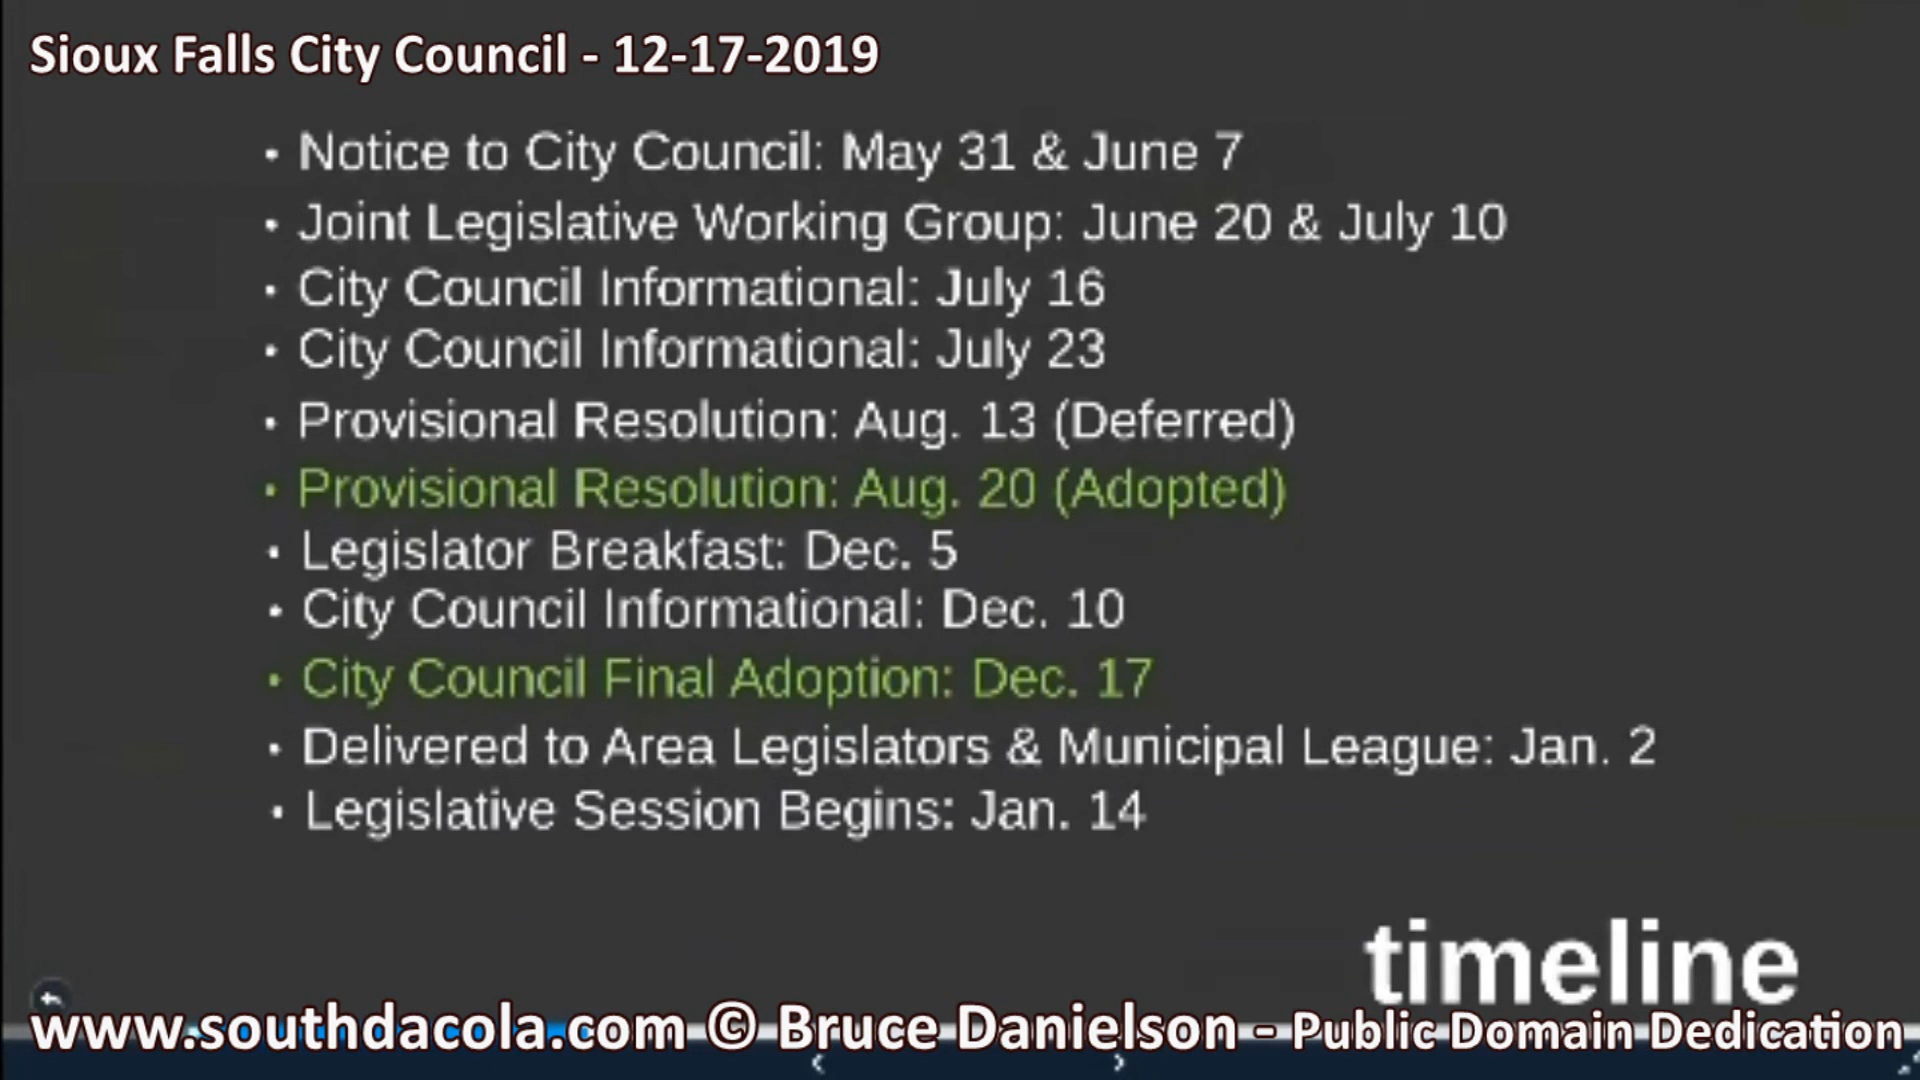 Sioux Falls City Council - 12-17-2019
• Notice to City Council: May 31 & June 7
• Joint Legislative Working Group: June 20 & July 10
• City Council Informational: July 16
• City Council Informational: July 23
• Provisional Resolution: Aug. 13 (Deferred)
• Provisional Resolution: Aug. 20 (Adopted)
• Legislator Breakfast: Dec. 5
• City Council Informational: Dec. 10
• City Council Final Adoption: Dec. 17
• Delivered to Area Legislators & Municipal League: Jan. 2
• Legislative Session Begins: Jan. 14
timeline
www.southdacola.com © Bruce Danielson - Public Domain Dedication